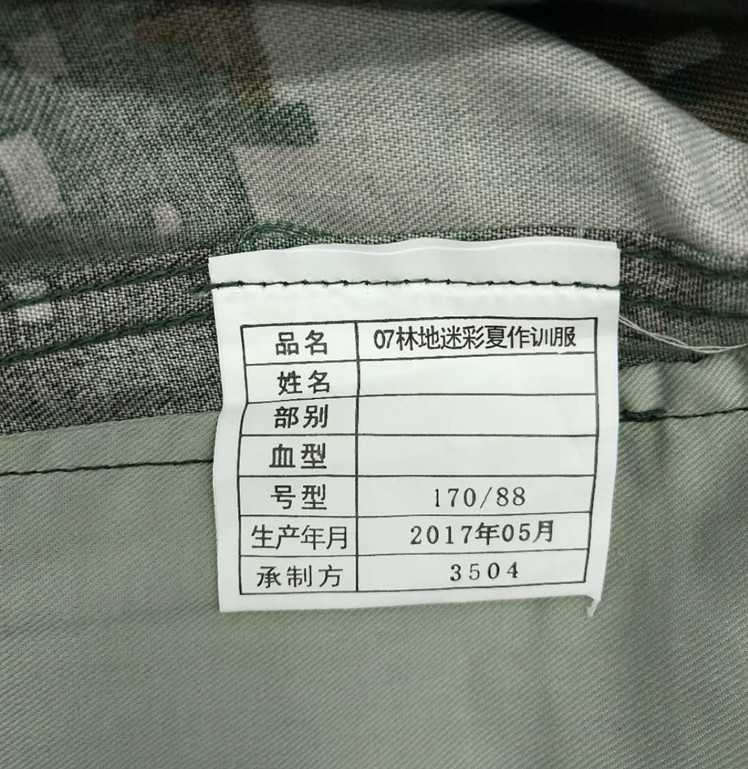 品名 07林地迷彩夏作训服
姓名
部别
血型
号型 170/88
生产年月 2017年05月
承制方 3504